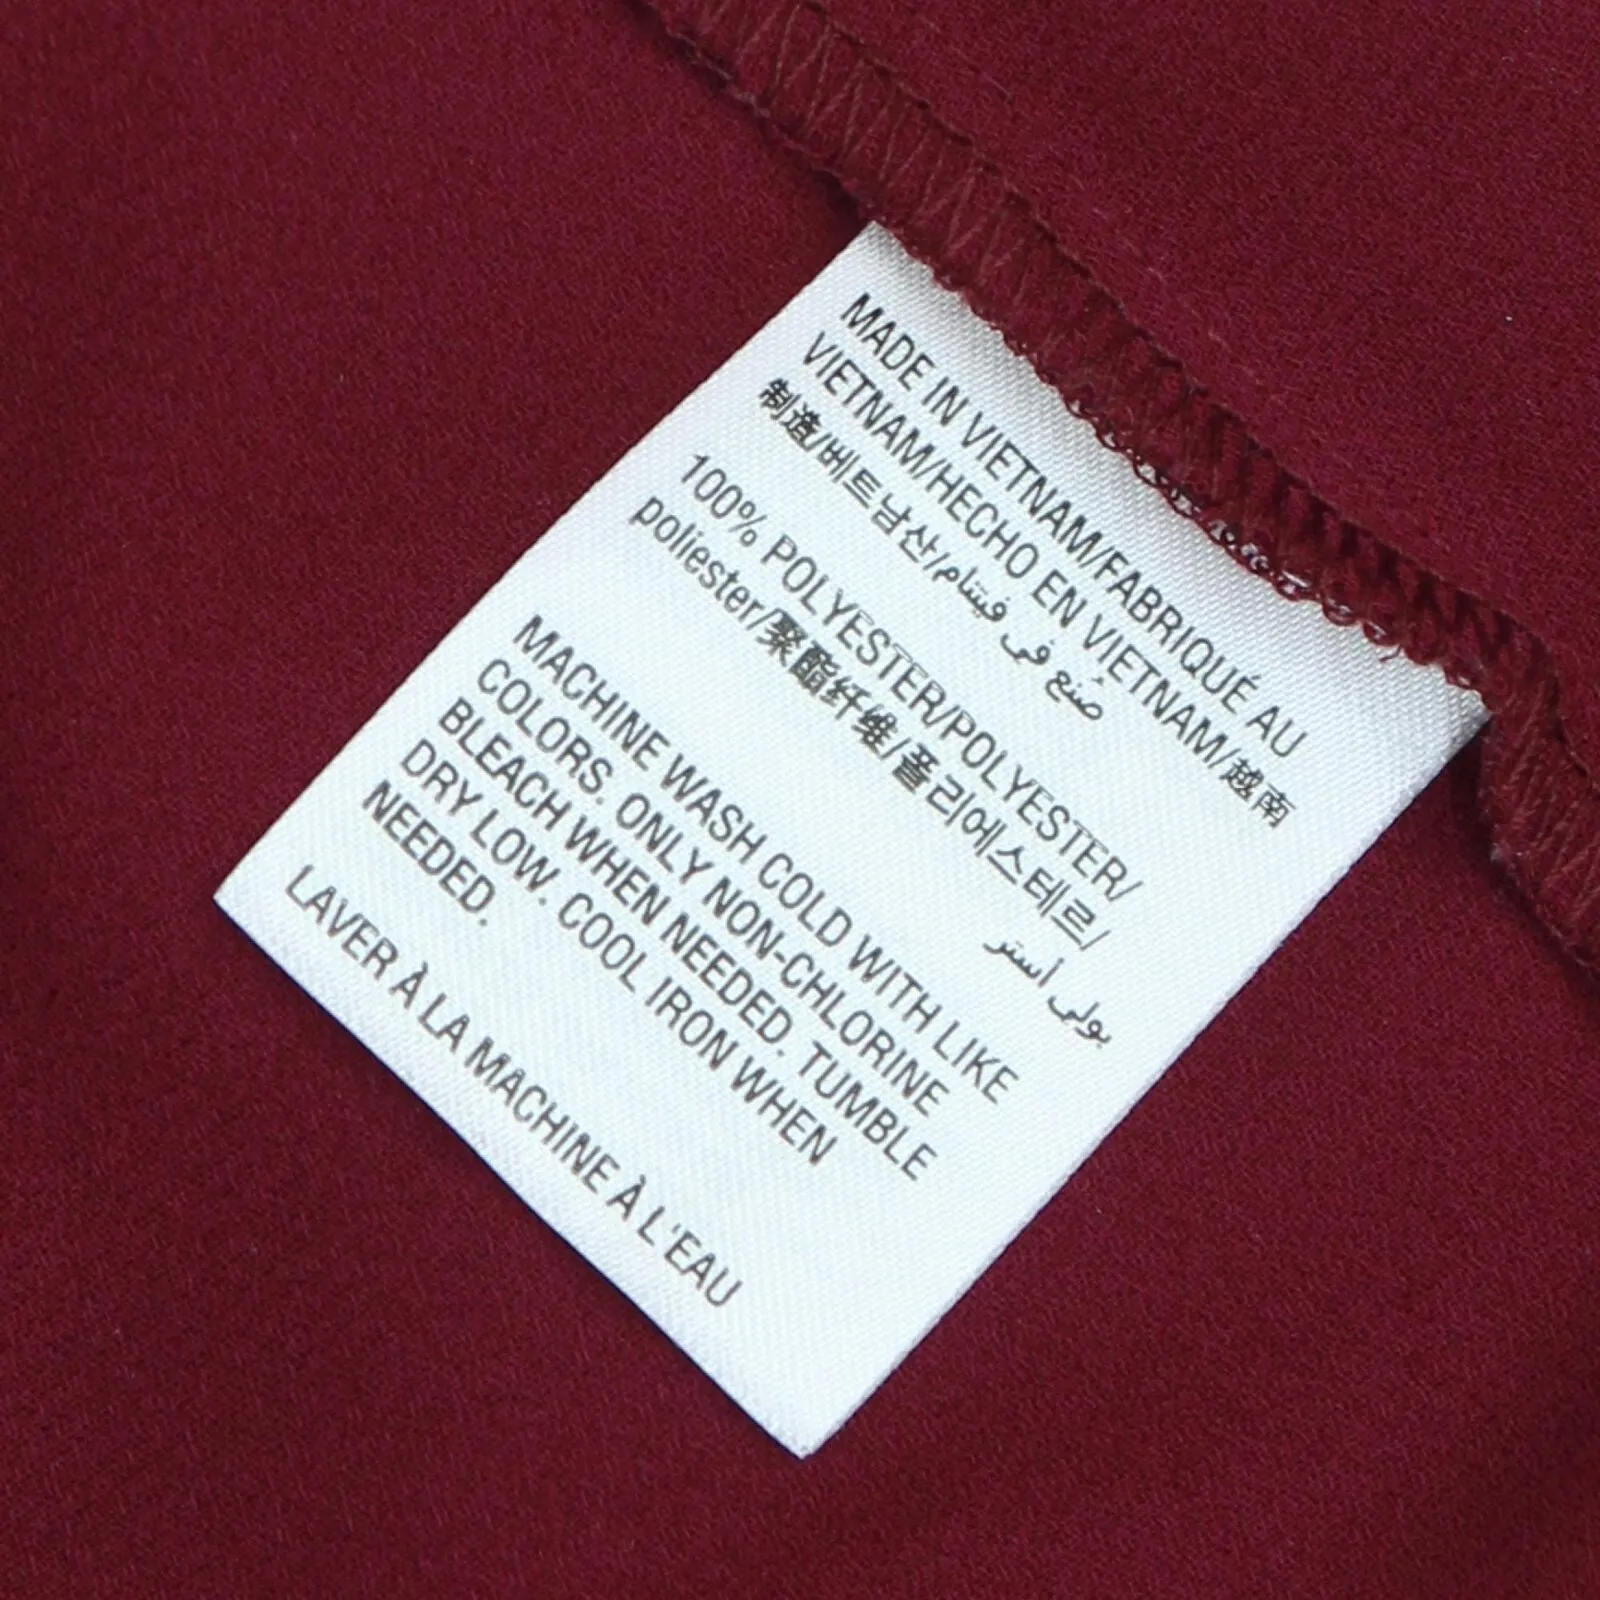 MADE IN VIETNAM/FABRIQUÉ AU
VIETNAM/HECHO EN VIETNAM/越南
制造/베트남산/صنع في فيتنام
100% POLYESTER/POLYESTER/
poliester/聚酯纤维/폴리에스테르/
بولي أستر
MACHINE WASH COLD WITH LIKE
COLORS. ONLY NON-CHLORINE
BLEACH WHEN NEEDED. TUMBLE
DRY LOW. COOL IRON WHEN
NEEDED.
LAVER À LA MACHINE À L'EAU